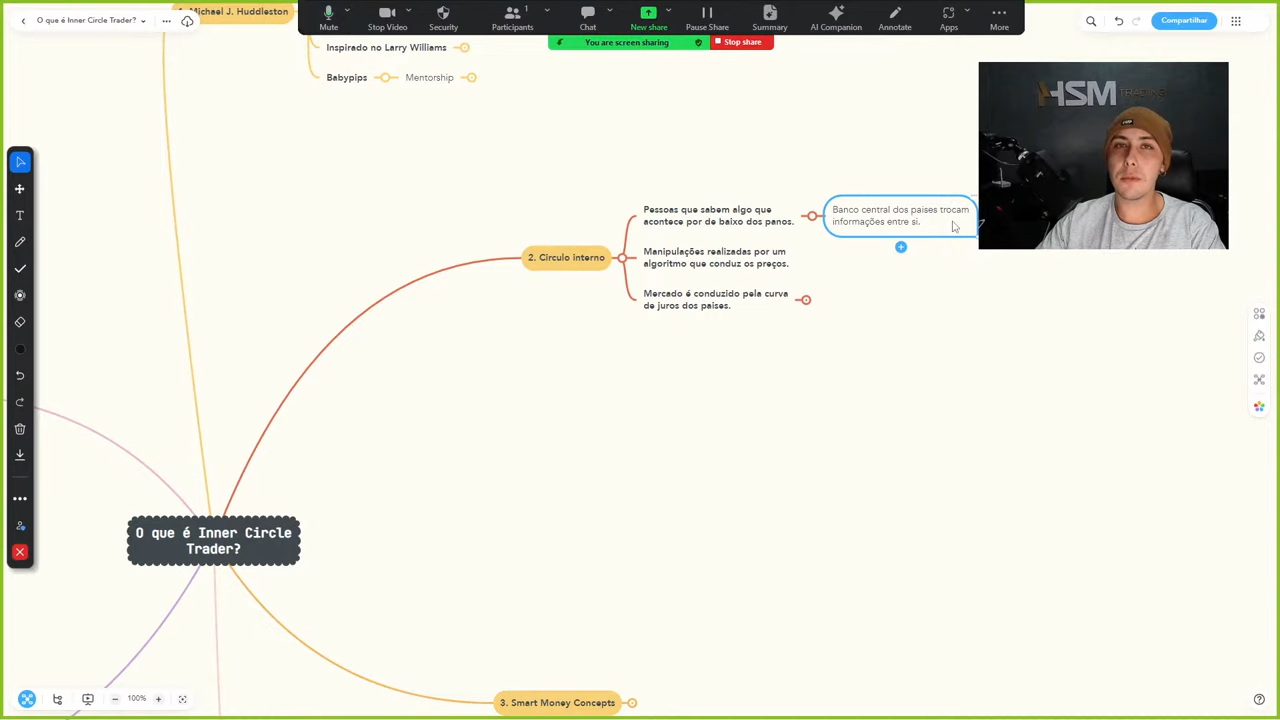 O que é Inner Circle Trader?
1. Michael J. Huddleston
Mute
Stop Video
Security
1
Participants
Chat
New share
Pause Share
Summary
AI Companion
Annotate
Apps
More
Compartilhar
You are screen sharing
Stop share
Inspirado no Larry Williams
Babypips
Mentorship
HSM TRADING
Pessoas que sabem algo que
acontece por de baixo dos panos.
Banco central dos paises trocam
informações entre si.
2. Circulo interno
Manipulações realizadas por um
algoritmo que conduz os preços.
Mercado é conduzido pela curva
de juros dos paises.
O que é Inner Circle
Trader?
3. Smart Money Concepts
100%